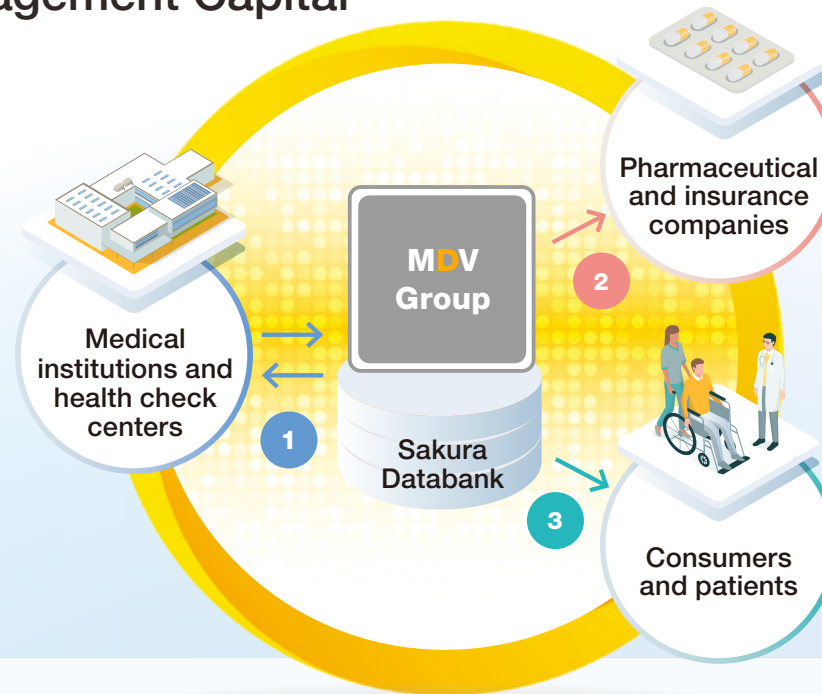 Capital
Pharmaceutical
and insurance
companies
MDV
Group
2
Medical
institutions and
health check
centers
1
Sakura
Databank
3
Consumers
and patients